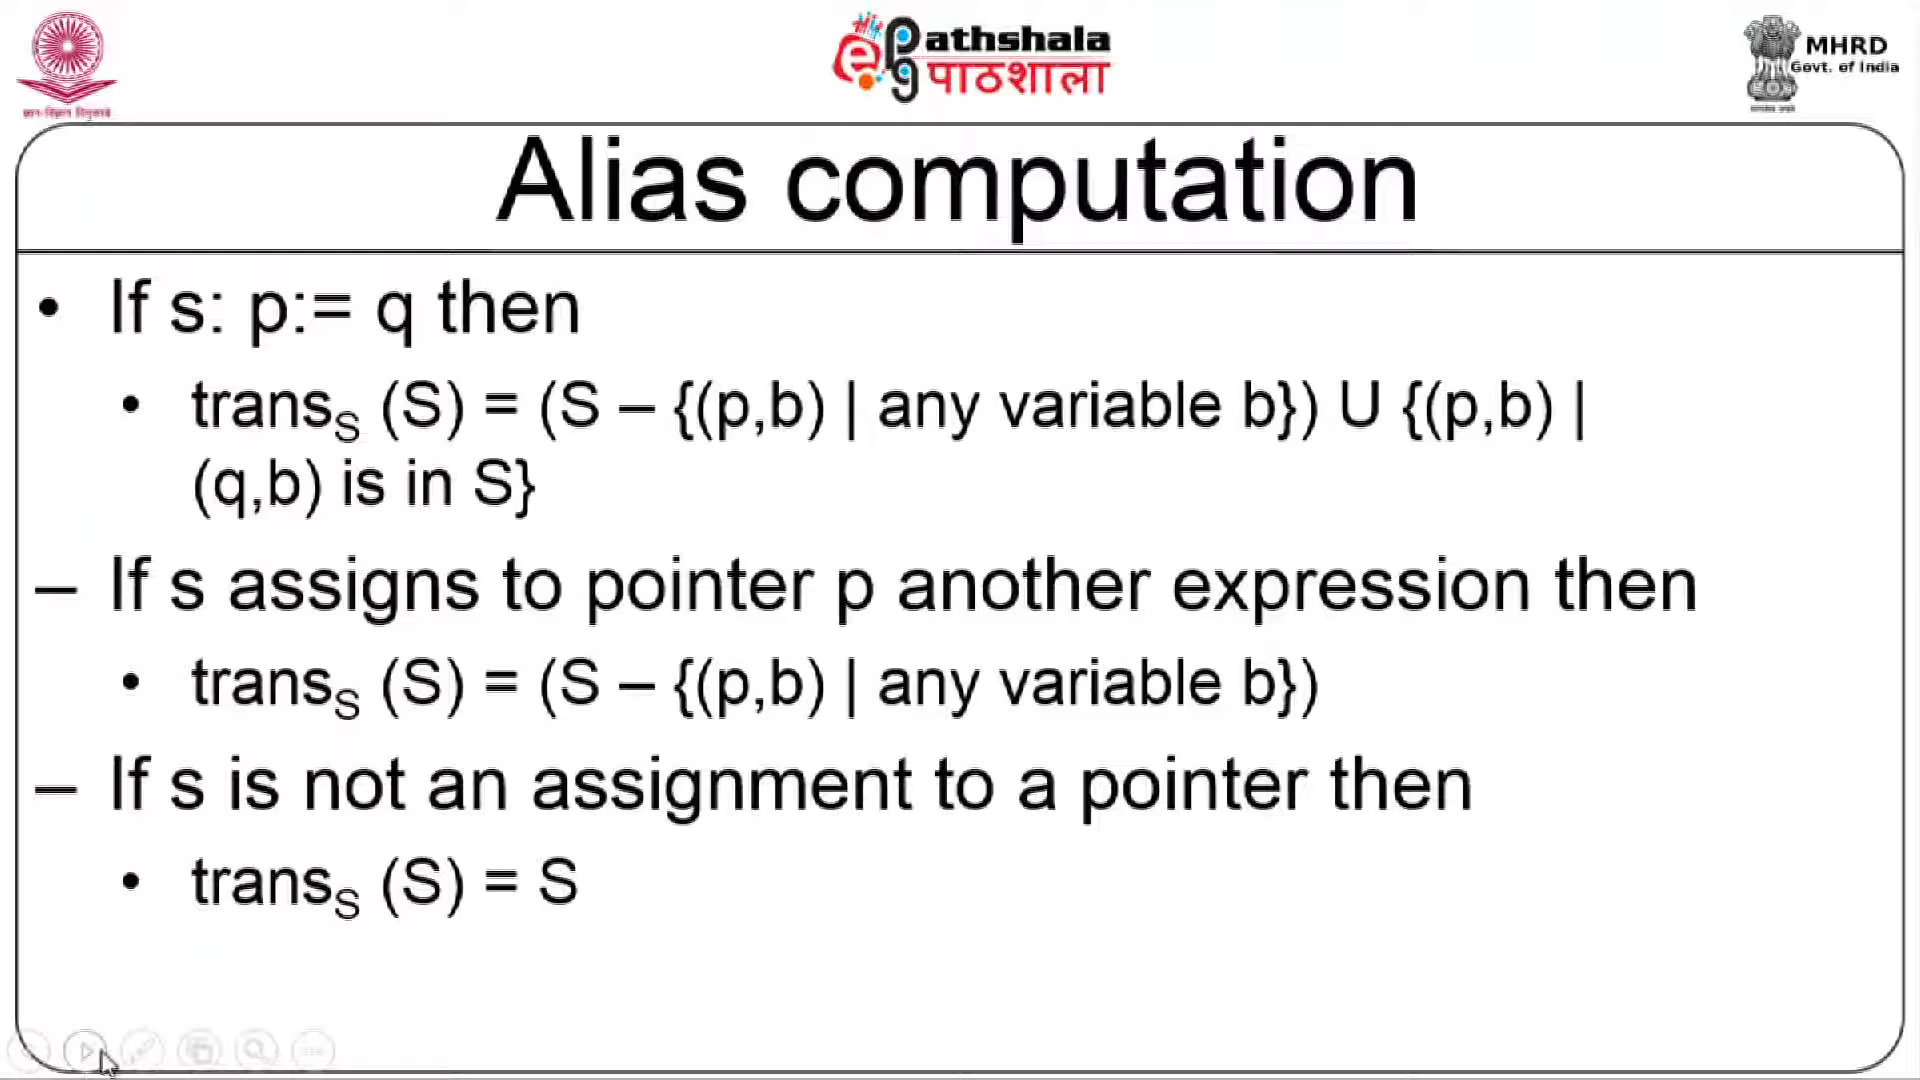 ePG Pathshala
पाठशाला
MHRD
Govt. of India
Alias computation
• If s: p:= q then
• transS (S) = (S – {(p,b) | any variable b}) U {(p,b) |
(q,b) is in S}
– If s assigns to pointer p another expression then
• transS (S) = (S – {(p,b) | any variable b})
– If s is not an assignment to a pointer then
• transS (S) = S